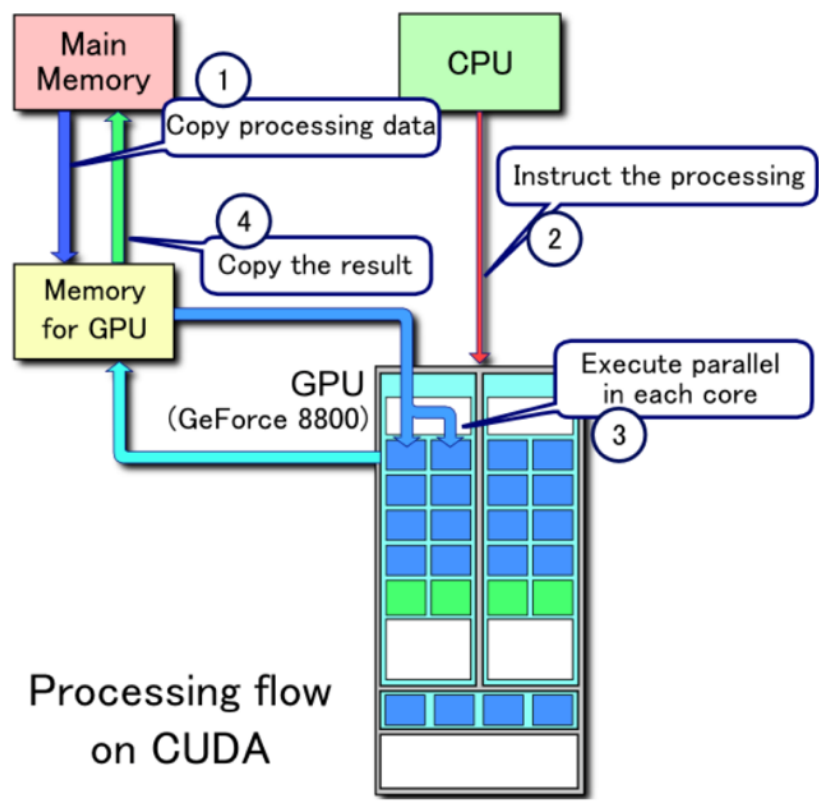 Main
Memory
CPU
1
Copy processing data
Instruct the processing
2
4
Copy the result
Memory
for GPU
Execute parallel
in each core
3
GPU
(GeForce 8800)
Processing flow
on CUDA